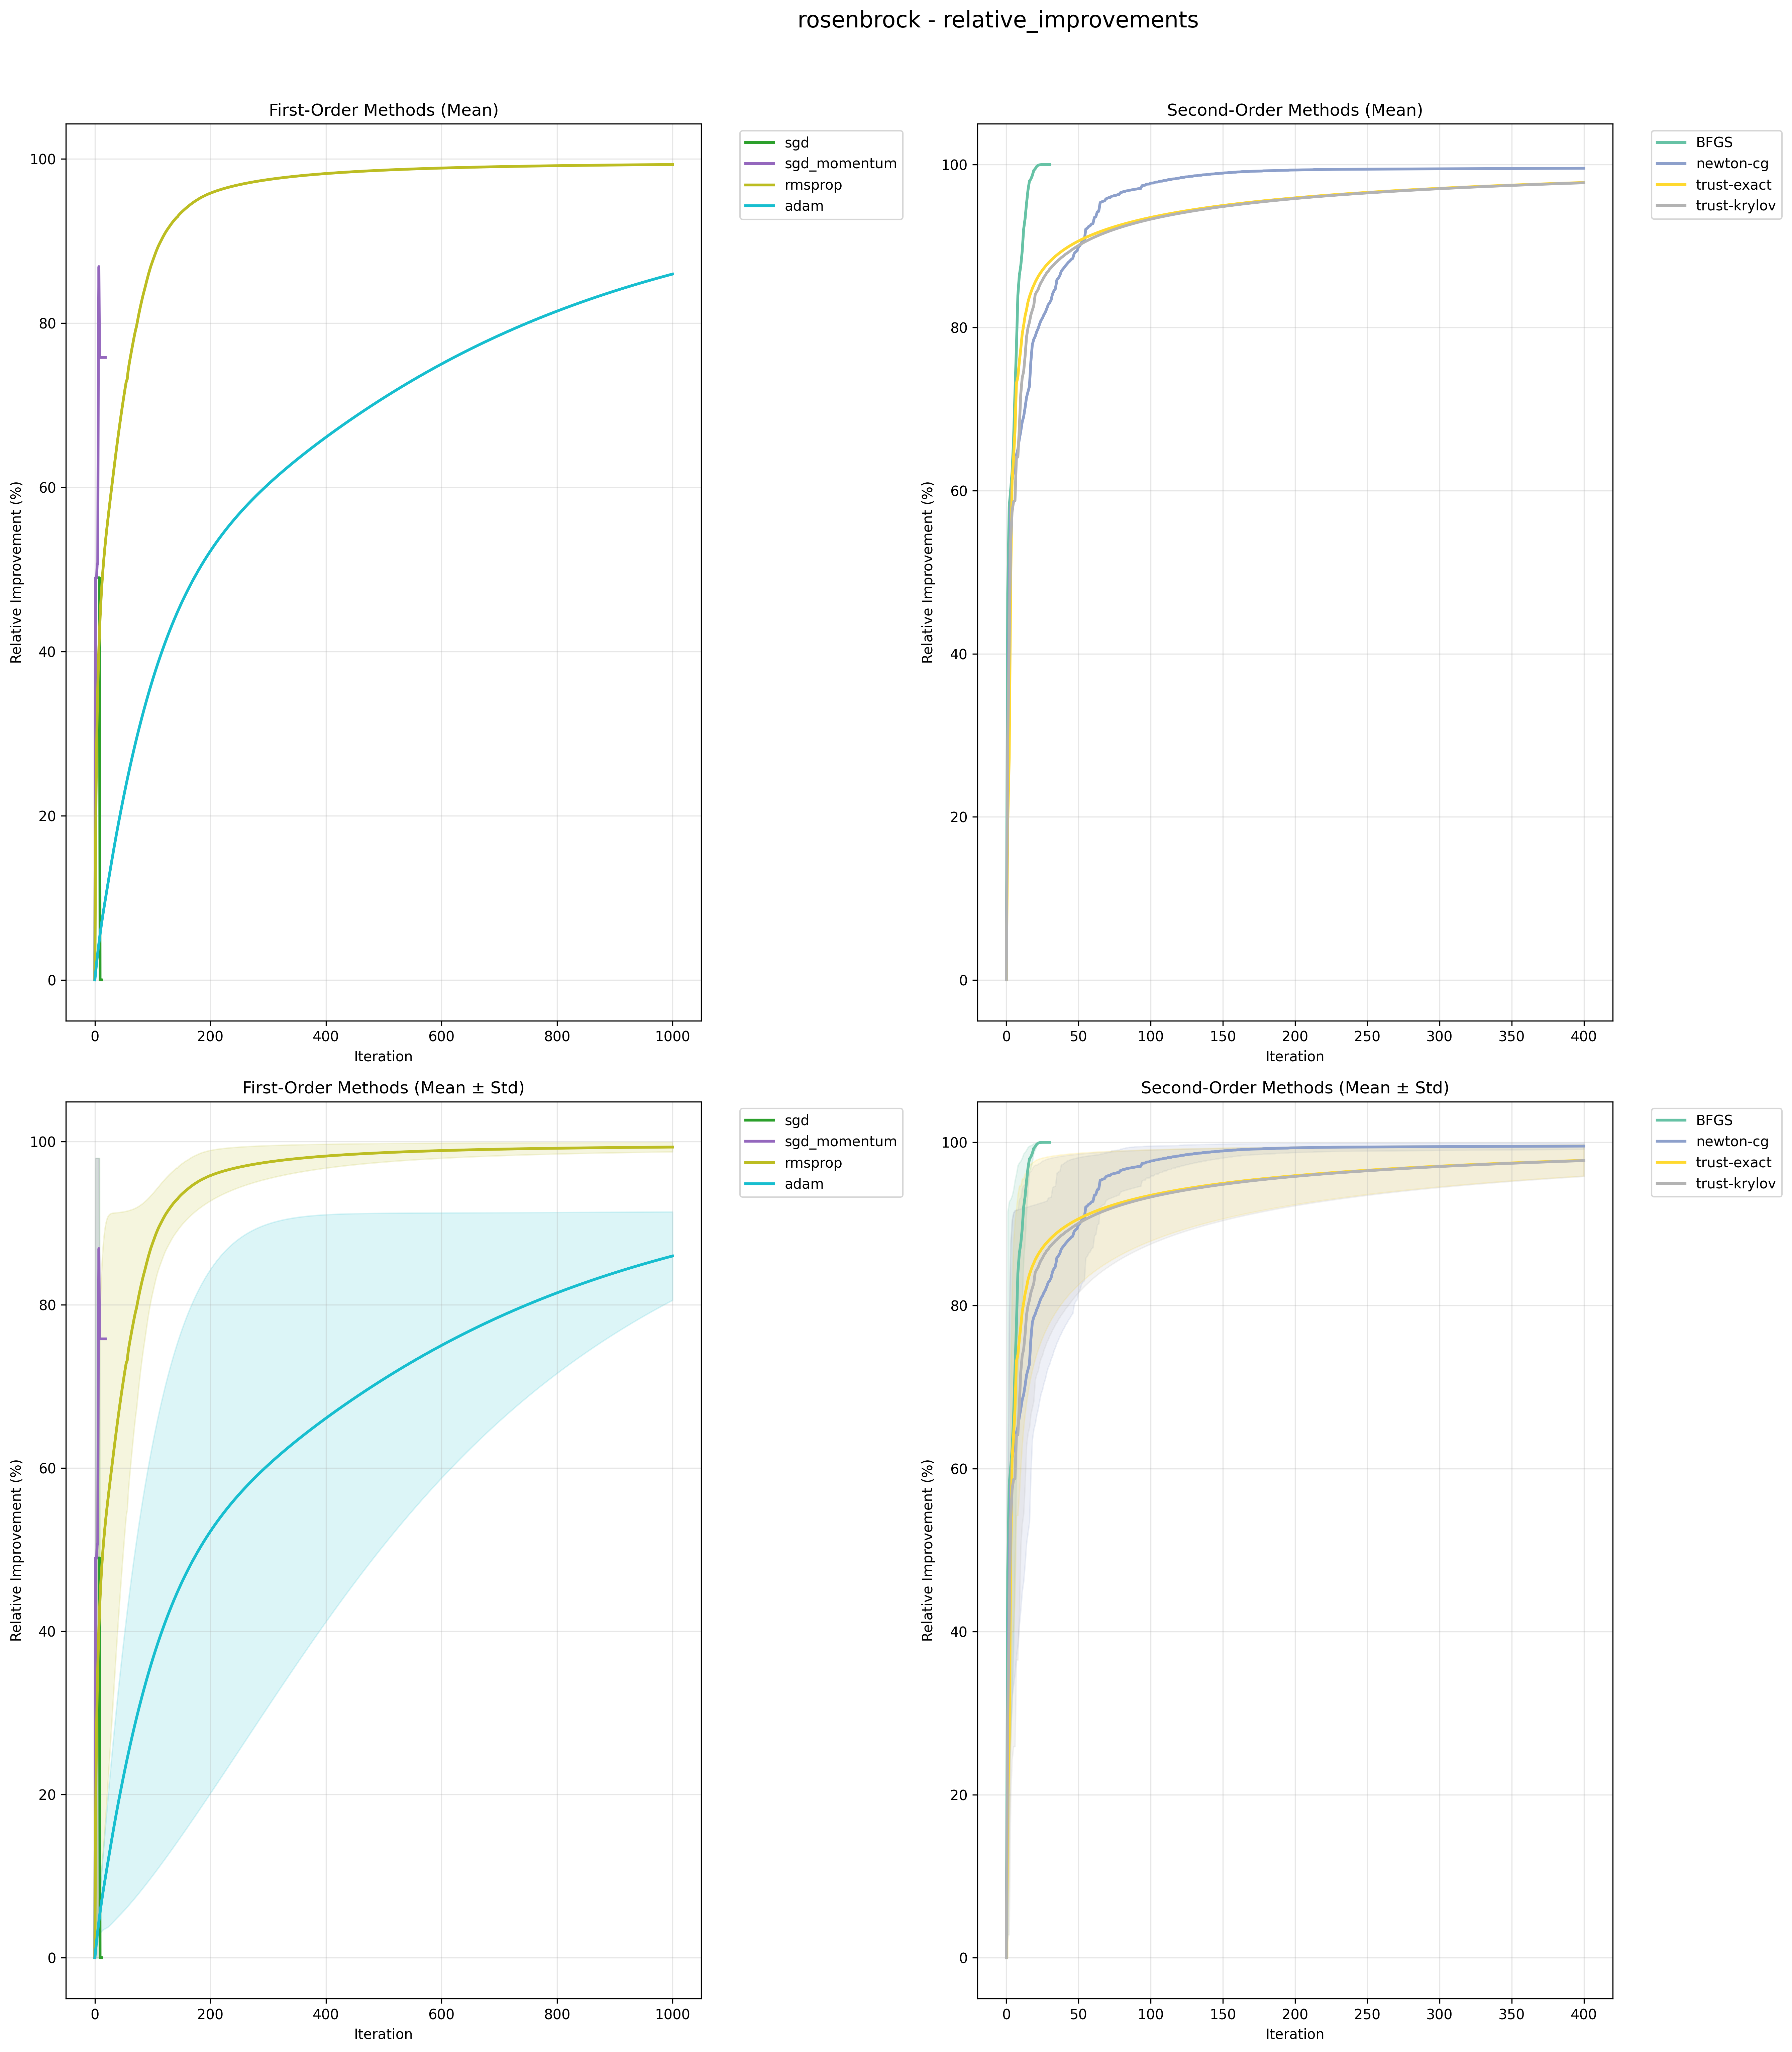 rosenbrock - relative_improvements
First-Order Methods (Mean)
Relative Improvement (%)
100
80
60
40
20
0
0 200 400 600 800 1000
Iteration
sgd
sgd_momentum
rmsprop
adam
Second-Order Methods (Mean)
Relative Improvement (%)
100
80
60
40
20
0
0 50 100 150 200 250 300 350 400
Iteration
BFGS
newton-cg
trust-exact
trust-krylov
First-Order Methods (Mean ± Std)
Relative Improvement (%)
100
80
60
40
20
0
0 200 400 600 800 1000
Iteration
sgd
sgd_momentum
rmsprop
adam
Second-Order Methods (Mean ± Std)
Relative Improvement (%)
100
80
60
40
20
0
0 50 100 150 200 250 300 350 400
Iteration
BFGS
newton-cg
trust-exact
trust-krylov